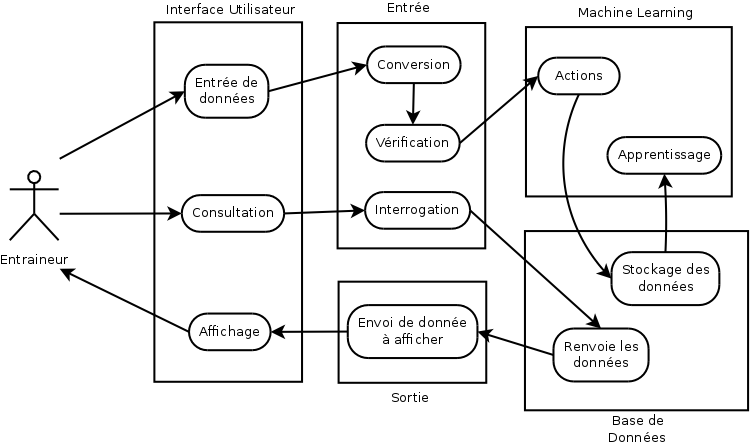 Interface Utilisateur
Entrée
Machine Learning
Entrée de
données
Conversion
Vérification
Actions
Apprentissage
Consultation
Interrogation
Entraineur
Stockage des
données
Affichage
Envoi de donnée
à afficher
Renvoie les
données
Sortie
Base de
Données